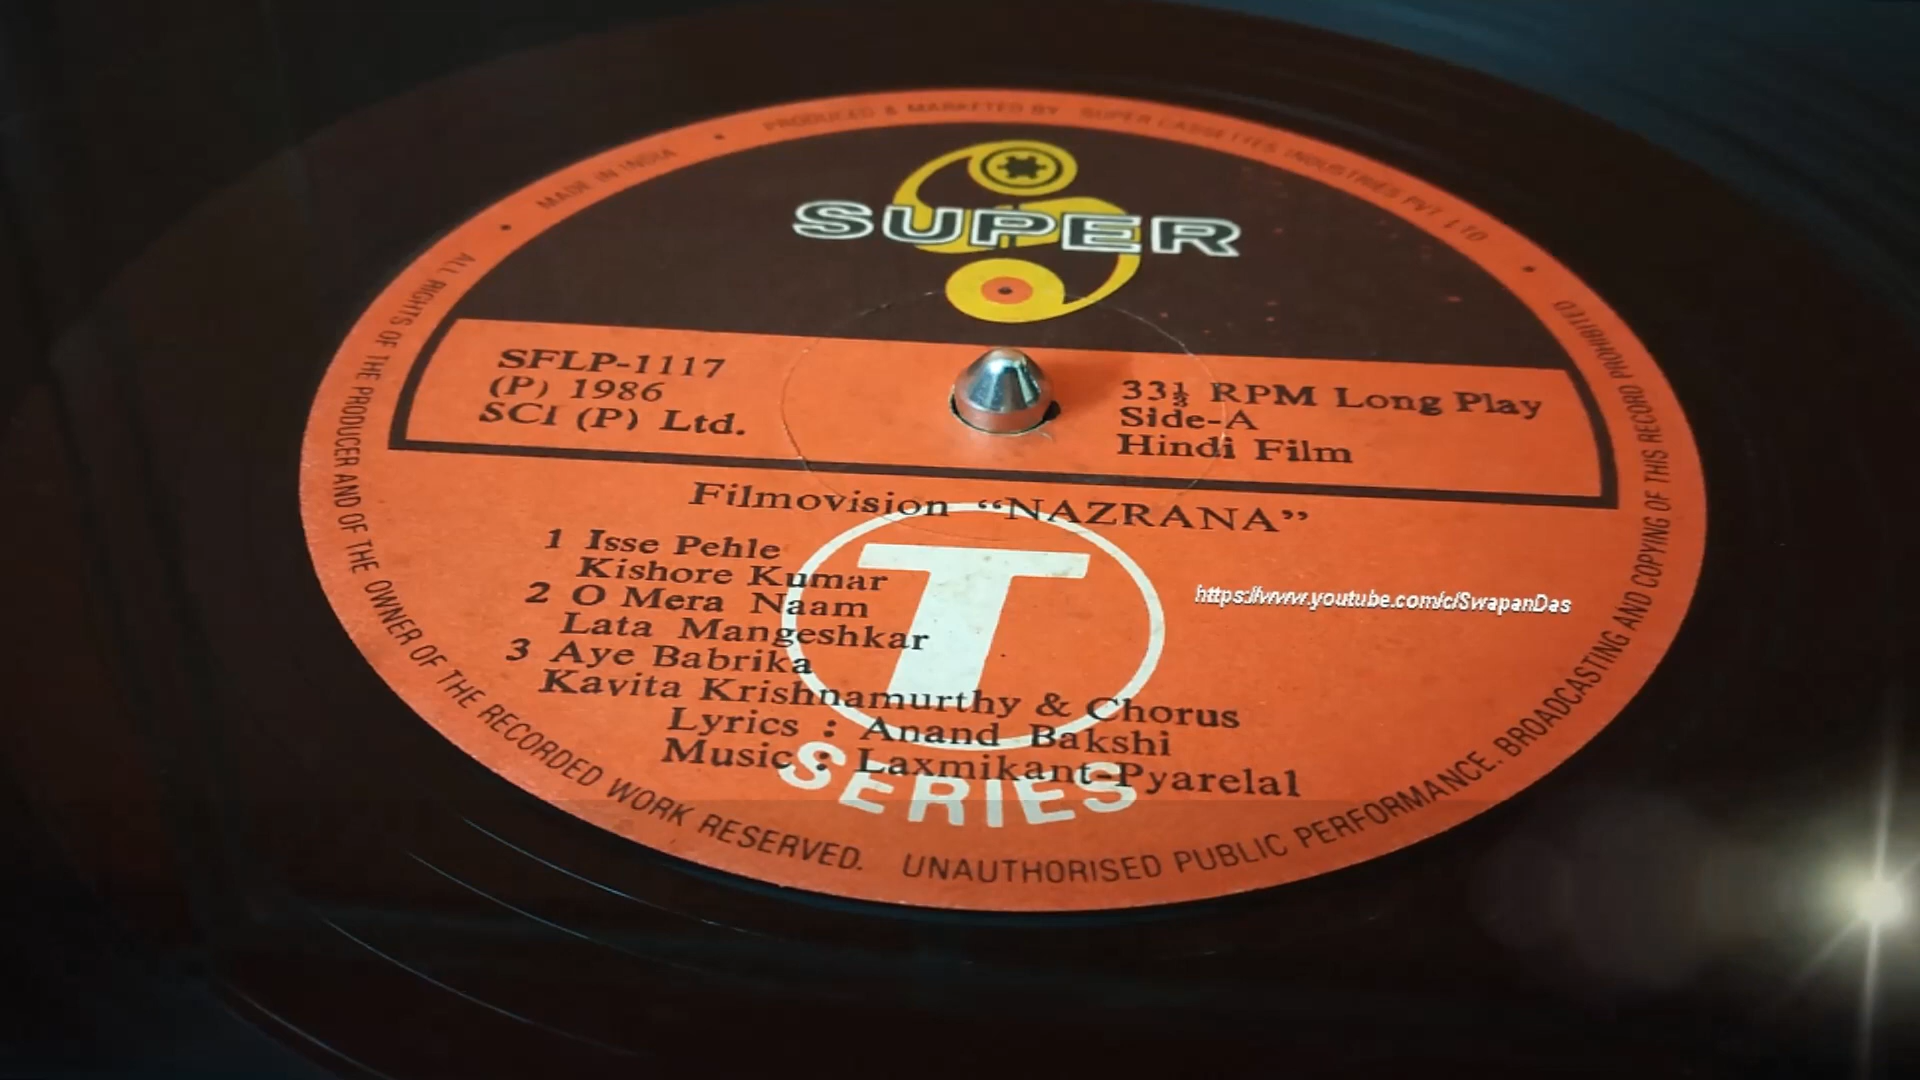 MADE IN INDIA • PRODUCED & MARKETED BY SUPER CASSETTES INDUSTRIES PVT LTD
SUPER
SFLP-1117
(P) 1986
SCI (P) Ltd.
33⅓ RPM Long Play
Side-A
Hindi Film
Filmovision “NAZRANA”
1 Isse Pehle
Kishore Kumar
2 O Mera Naam
Lata Mangeshkar
3 Aye Babrika
Kavita Krishnamurthy & Chorus
Lyrics : Anand Bakshi
Music : Laxmikant-Pyarelal
T
SERIES
https://www.youtube.com/c/SwapanDas
ALL RIGHTS OF THE PRODUCER AND OF THE OWNER OF THE RECORDED WORK RESERVED. UNAUTHORISED PUBLIC PERFORMANCE. BROADCASTING AND COPYING OF THIS RECORD PROHIBITED